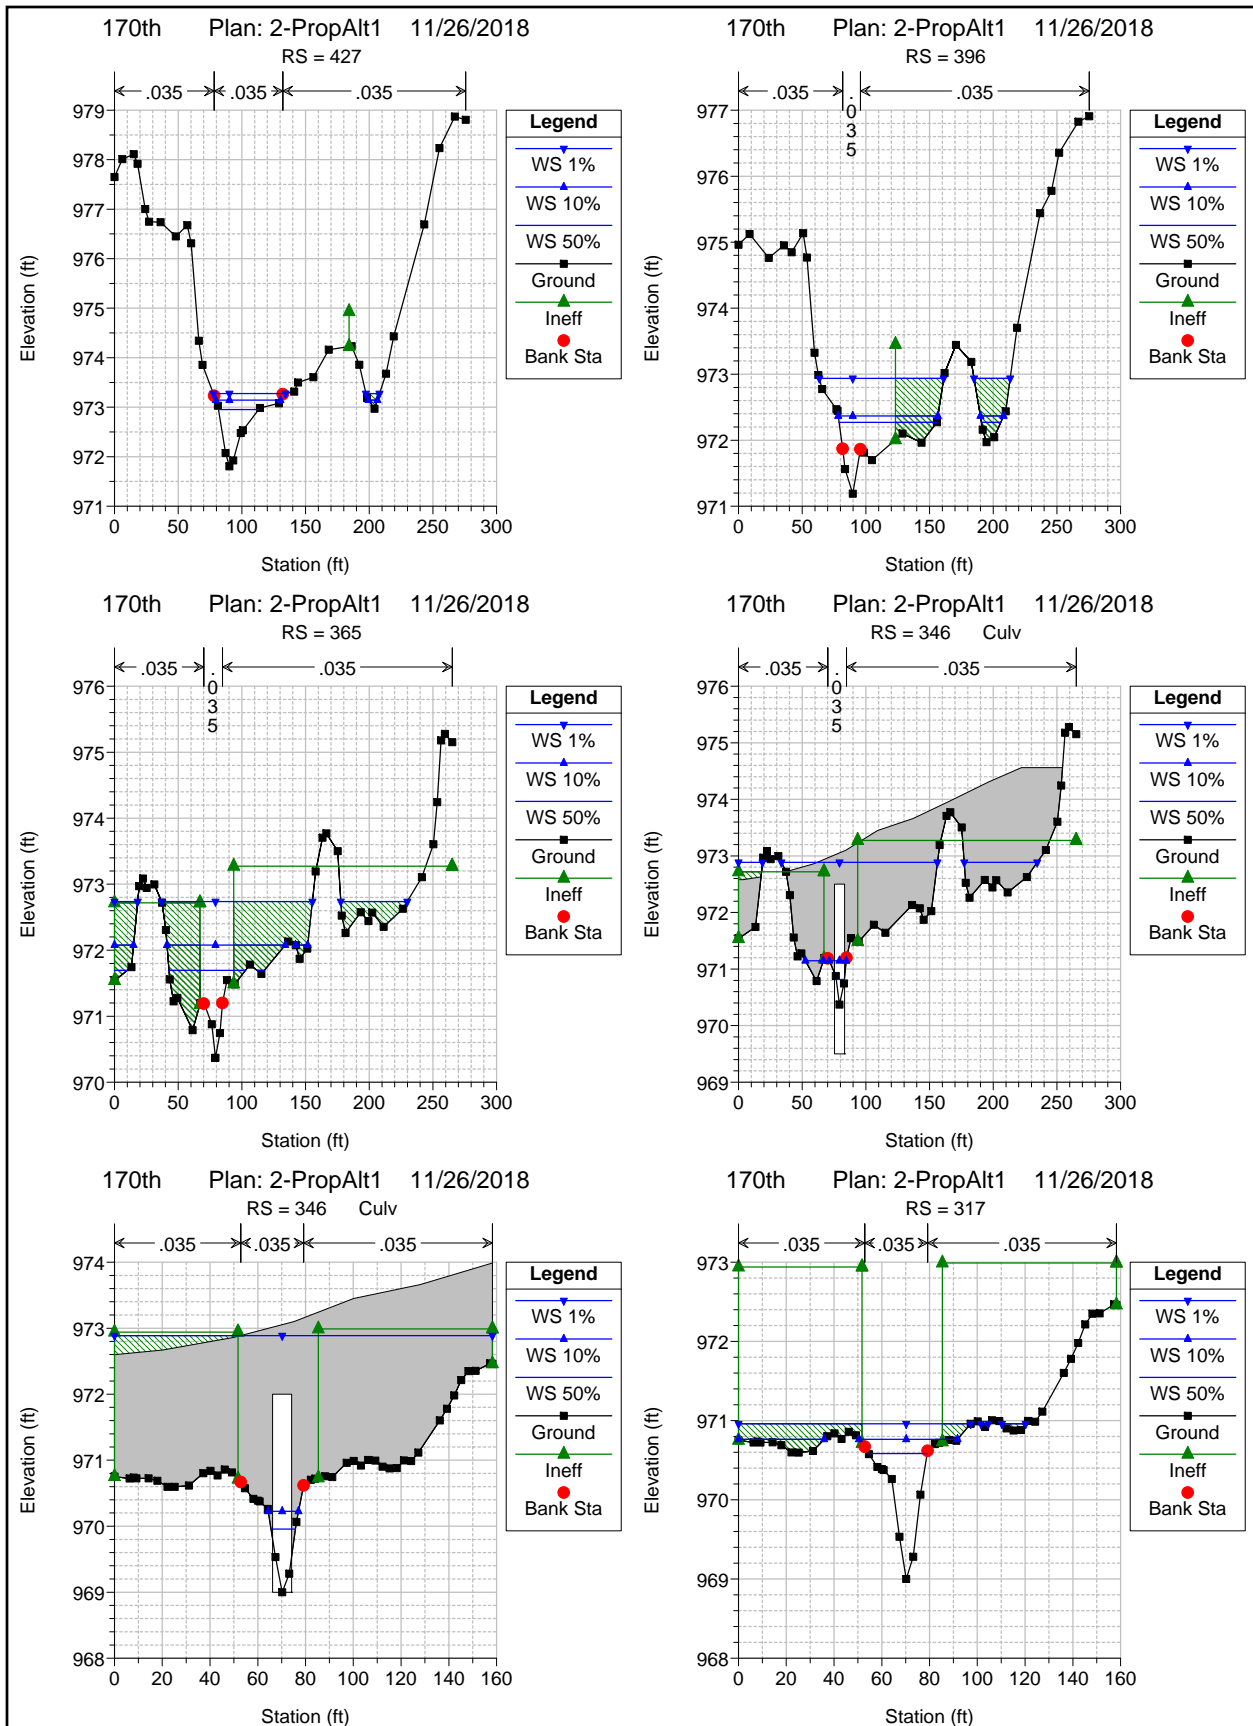 170th Plan: 2-PropAlt1 11/26/2018
RS = 427
.035 .035 .035
979
978
977
976
975
974
973
972
971
0 50 100 150 200 250 300
Elevation (ft)
Station (ft)
Legend
WS 1%
WS 10%
WS 50%
Ground
Ineff
Bank Sta
170th Plan: 2-PropAlt1 11/26/2018
RS = 396
.035 .035 .035
977
976
975
974
973
972
971
0 50 100 150 200 250 300
Elevation (ft)
Station (ft)
Legend
WS 1%
WS 10%
WS 50%
Ground
Ineff
Bank Sta
170th Plan: 2-PropAlt1 11/26/2018
RS = 365
.035 .035 .035
976
975
974
973
972
971
970
0 50 100 150 200 250 300
Elevation (ft)
Station (ft)
Legend
WS 1%
WS 10%
WS 50%
Ground
Ineff
Bank Sta
170th Plan: 2-PropAlt1 11/26/2018
RS = 346 Culv
.035 .035 .035
976
975
974
973
972
971
970
969
0 50 100 150 200 250 300
Elevation (ft)
Station (ft)
Legend
WS 1%
WS 10%
WS 50%
Ground
Ineff
Bank Sta
170th Plan: 2-PropAlt1 11/26/2018
RS = 346 Culv
.035 .035 .035
974
973
972
971
970
969
968
0 20 40 60 80 100 120 140 160
Elevation (ft)
Station (ft)
Legend
WS 1%
WS 10%
WS 50%
Ground
Ineff
Bank Sta
170th Plan: 2-PropAlt1 11/26/2018
RS = 317
.035 .035 .035
973
972
971
970
969
968
0 20 40 60 80 100 120 140 160
Elevation (ft)
Station (ft)
Legend
WS 1%
WS 10%
WS 50%
Ground
Ineff
Bank Sta